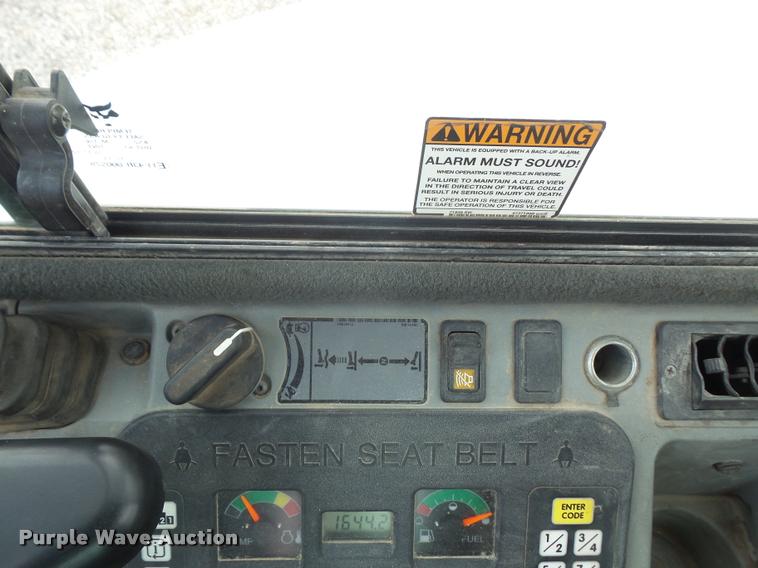 WARNING
THIS VEHICLE IS EQUIPPED WITH A BACK-UP ALARM.
ALARM MUST SOUND!
WHEN OPERATING THIS VEHICLE IN REVERSE.
FAILURE TO MAINTAIN A CLEAR VIEW
IN THE DIRECTION OF TRAVEL COULD
RESULT IN SERIOUS INJURY OR DEATH.
THE OPERATOR IS RESPONSIBLE FOR
THE SAFE OPERATION OF THIS VEHICLE.
FASTEN SEAT BELT
1644.2
FUEL
ENTER
CODE
1/2
3/4
Purple Wave Auction